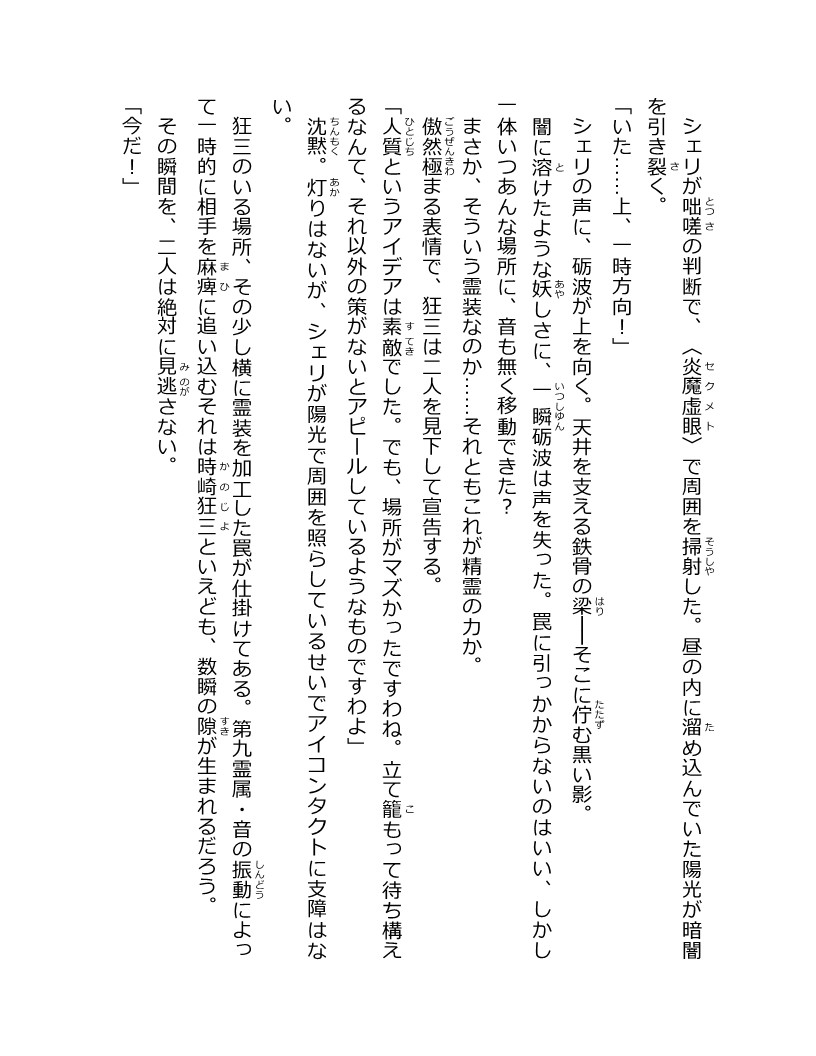 シェリが咄嗟の判断で、〈炎魔虚眼〉で周囲を掃射した。昼の内に溜め込んでいた陽光が暗闇
を引き裂く。
「いた……上、一時方向！」
シェリの声に、砺波が上を向く。天井を支える鉄骨の梁――そこに佇む黒い影。
闇に溶けたような妖しさに、一瞬砺波は声を失った。罠に引っかからないのはいい、しかし
一体いつあんな場所に、音も無く移動できた？
まさか、そういう霊装なのか……それともこれが精霊の力か。
傲然極まる表情で、狂三は二人を見下して宣告する。
「人質というアイデアは素敵でした。でも、場所がマズかったですわね。立て籠もって待ち構え
るなんて、それ以外の策がないとアピールしているようなものですわよ」
沈黙。灯りはないが、シェリが陽光で周囲を照らしているせいでアイコンタクトに支障はな
い。
狂三のいる場所、その少し横に霊装を加工した罠が仕掛けてある。第九霊属・音の振動によっ
て一時的に相手を麻痺に追い込むそれは時崎狂三といえども、数瞬の隙が生まれるだろう。
その瞬間を、二人は絶対に見逃さない。
「今だ！」